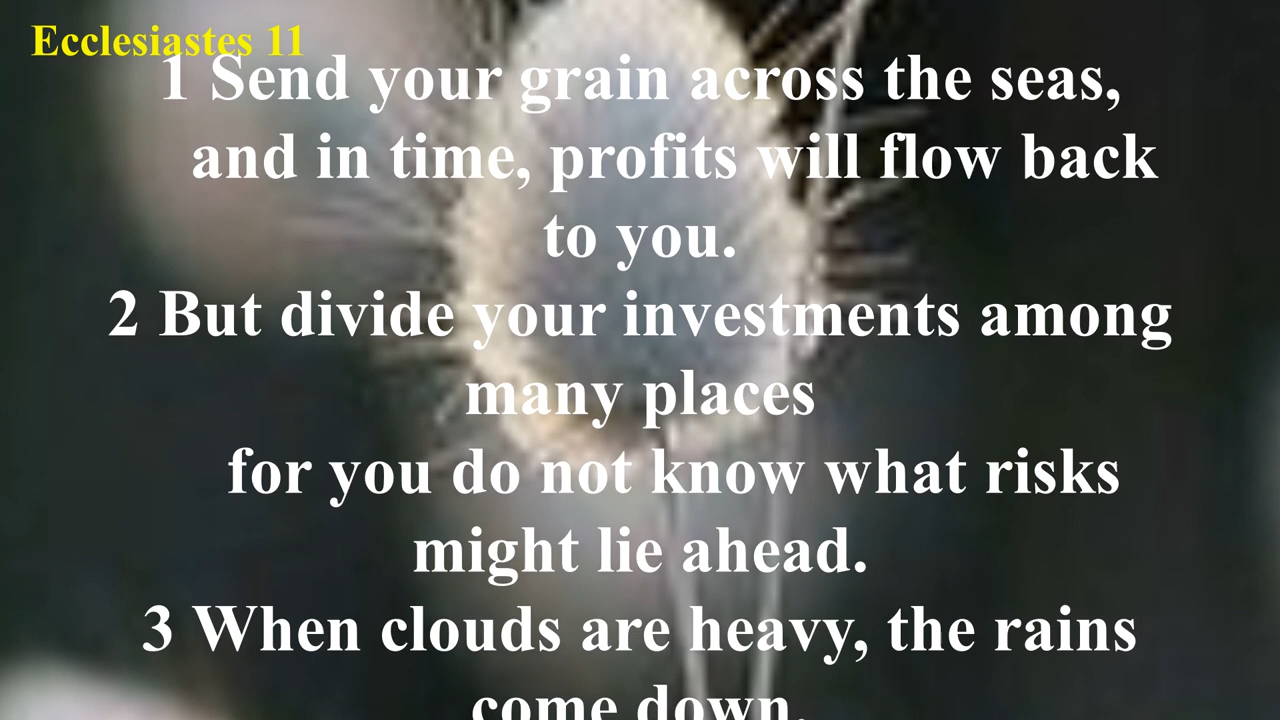 Ecclesiastes 11
1 Send your grain across the seas,
and in time, profits will flow back
to you.
2 But divide your investments among
many places
for you do not know what risks
might lie ahead.
3 When clouds are heavy, the rains
come down.